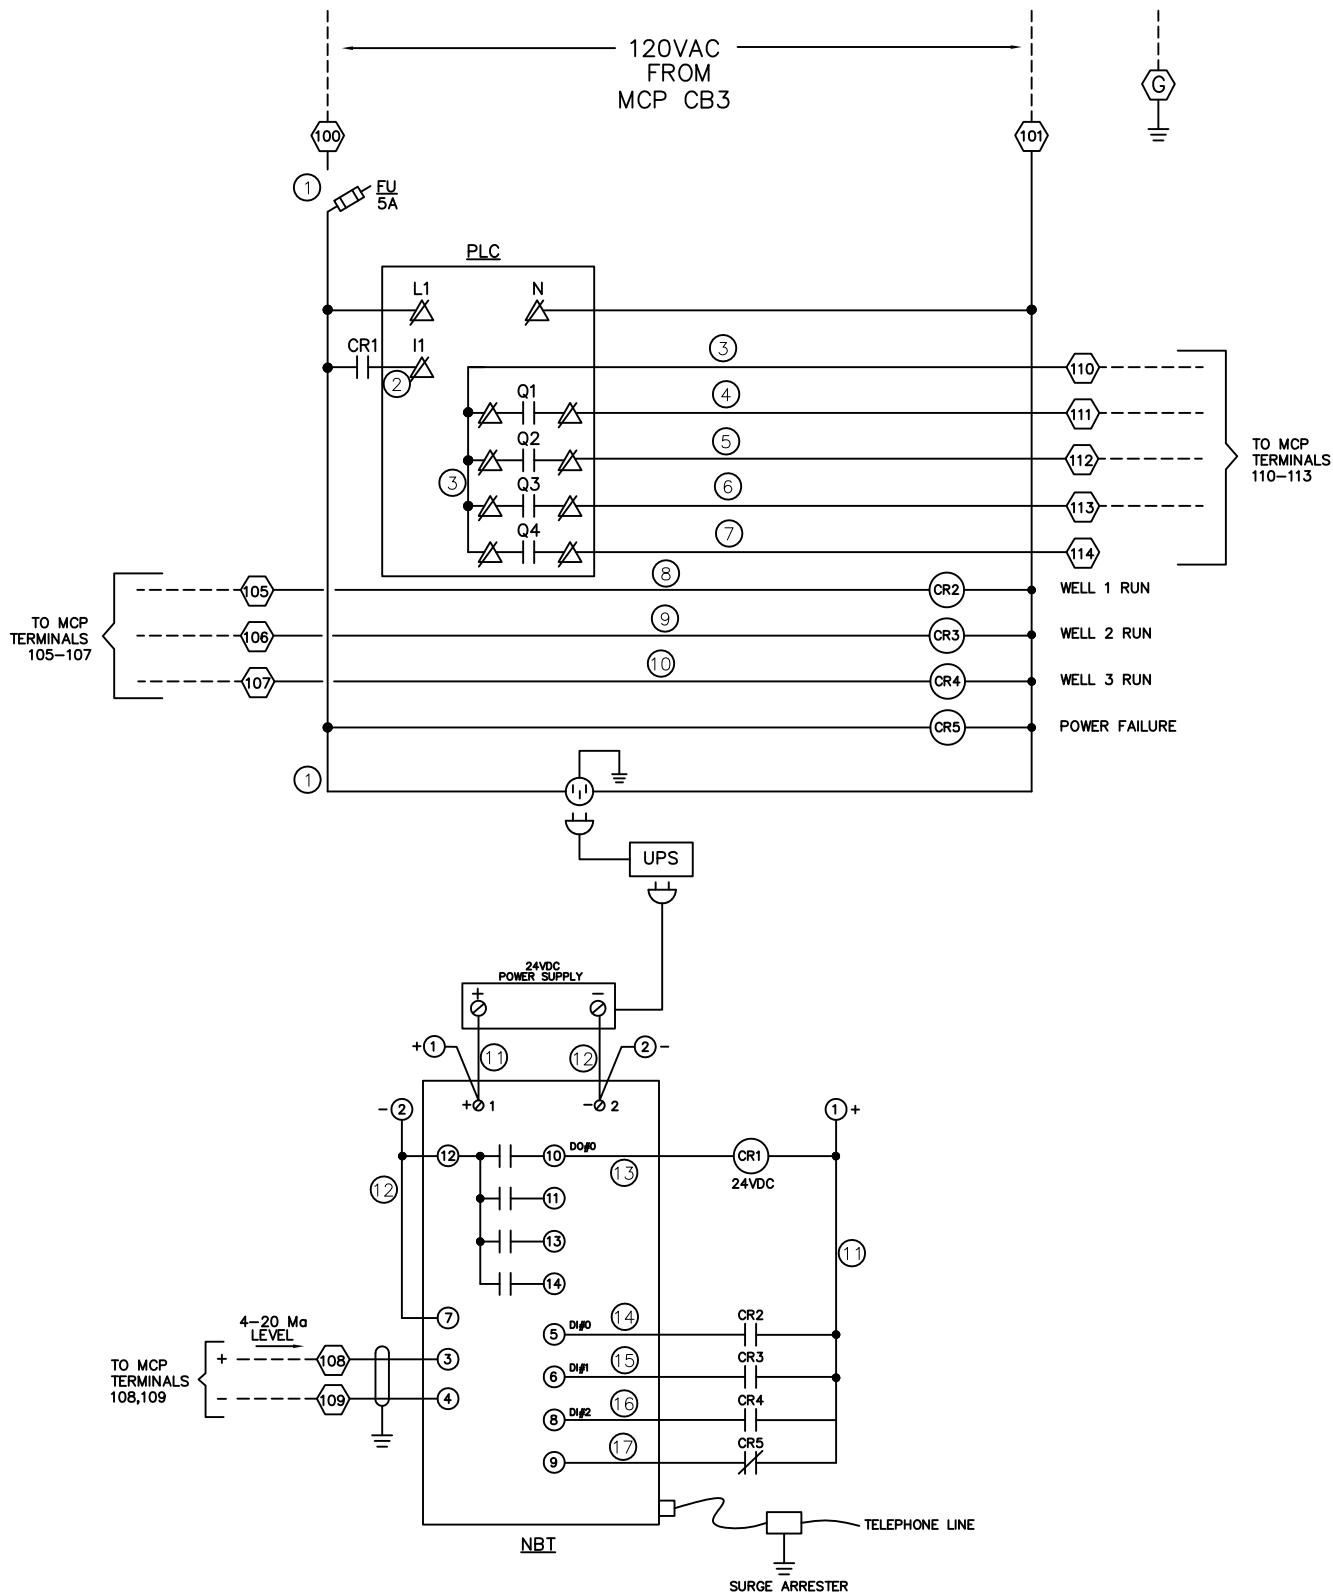 120VAC
FROM
MCP CB3
G
100
101
1
FU
5A
PLC
L1
N
CR1
I1
2
3
110
Q1
4
111
Q2
5
112
3
Q3
6
113
Q4
7
114
TO MCP
TERMINALS
110-113
TO MCP
TERMINALS
105-107
105
8
CR2
WELL 1 RUN
106
9
CR3
WELL 2 RUN
107
10
CR4
WELL 3 RUN
CR5
POWER FAILURE
1
UPS
24VDC
POWER SUPPLY
+ −
+ 1
11
12
2 −
+ 1
− 2
− 2
1 +
12
10
DO#0
13
CR1
24VDC
12
11
13
11
14
7
4-20 Ma
LEVEL
TO MCP
TERMINALS
108,109
+
108
3
−
109
4
5
DI#0
14
CR2
6
DI#1
15
CR3
8
DI#2
16
CR4
9
17
CR5
NBT
TELEPHONE LINE
SURGE ARRESTER